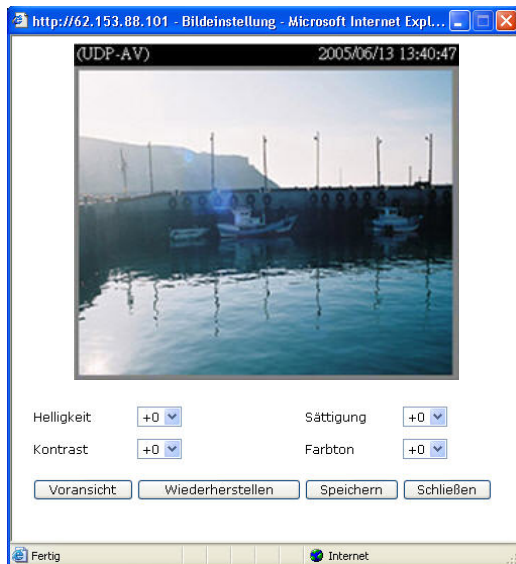 http://62.153.88.101 - Bildeinstellung - Microsoft Internet Expl...
(UDP-AV) 2005/06/13 13:40:47
Helligkeit +0 Sättigung +0
Kontrast +0 Farbton +0
Voransicht Wiederherstellen Speichern Schließen
Fertig Internet